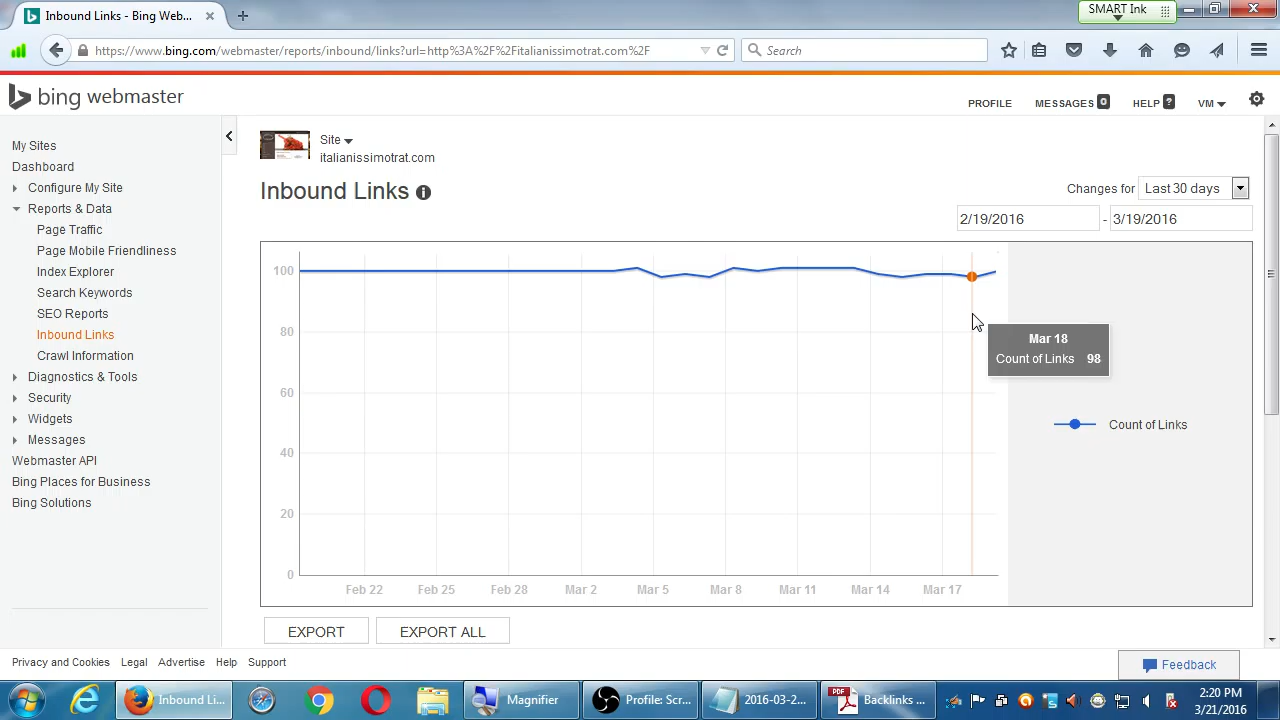 Inbound Links - Bing Web...
SMART Ink
https://www.bing.com/webmaster/reports/inbound/links?url=http%3A%2F%2Fitalianissimotrat.com%2F
Search
bing webmaster
PROFILE
MESSAGES 0
HELP ?
VM
My Sites
Dashboard
Configure My Site
Reports & Data
Page Traffic
Page Mobile Friendliness
Index Explorer
Search Keywords
SEO Reports
Inbound Links
Crawl Information
Diagnostics & Tools
Security
Widgets
Messages
Webmaster API
Bing Places for Business
Bing Solutions
Site
italianissimotrat.com
Inbound Links
Changes for Last 30 days
2/19/2016 - 3/19/2016
100
80
60
40
20
0
Feb 22 Feb 25 Feb 28 Mar 2 Mar 5 Mar 8 Mar 11 Mar 14 Mar 17
Mar 18
Count of Links 98
Count of Links
EXPORT EXPORT ALL
Privacy and Cookies Legal Advertise Help Support
Feedback
Inbound Li...
Magnifier
Profile: Scr...
2016-03-2...
PDF
Backlinks ...
2:20 PM
3/21/2016